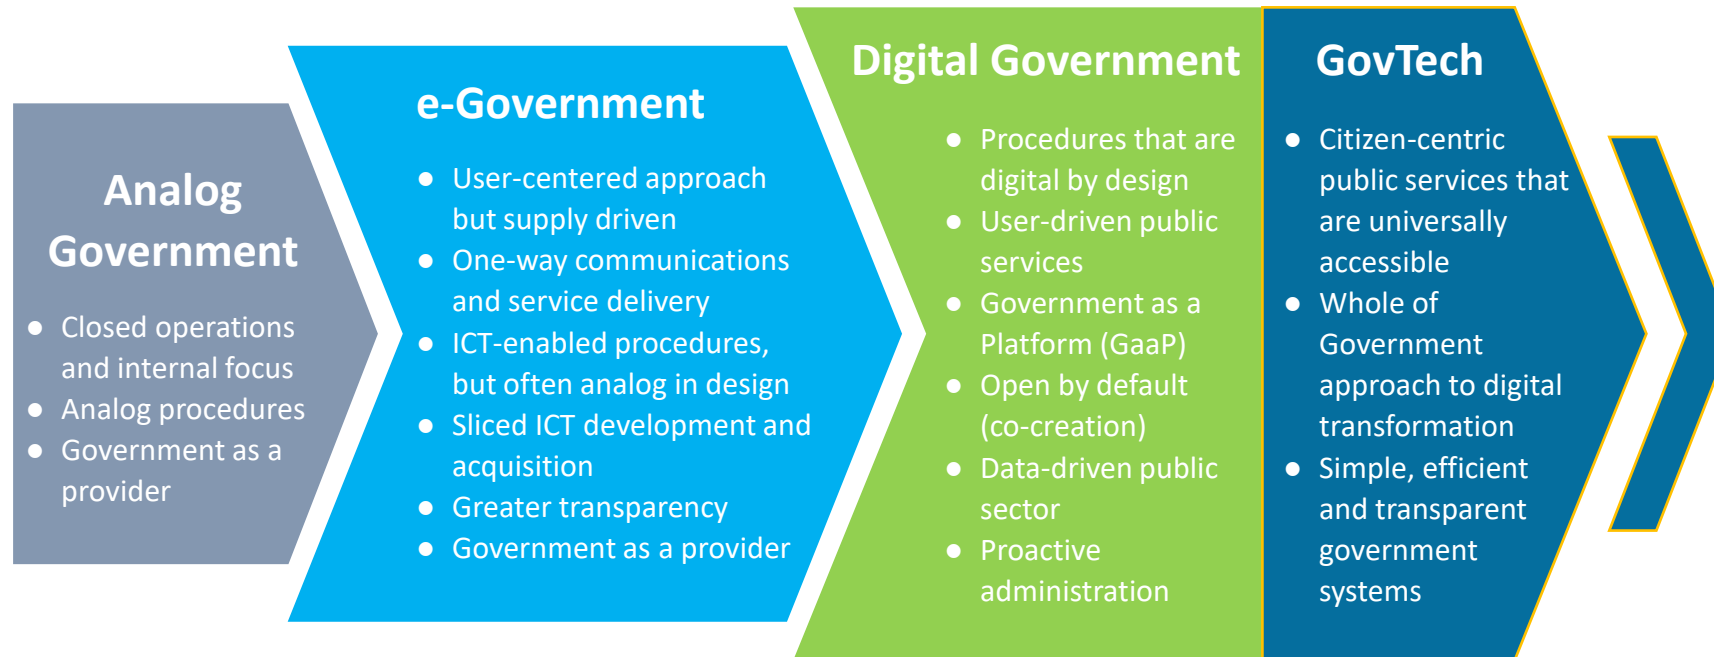 Analog
Government
● Closed operations
and internal focus
● Analog procedures
● Government as a
provider
e-Government
● User-centered approach
but supply driven
● One-way communications
and service delivery
● ICT-enabled procedures,
but often analog in design
● Sliced ICT development and
acquisition
● Greater transparency
● Government as a provider
Digital Government
● Procedures that are
digital by design
● User-driven public
services
● Government as a
Platform (GaaP)
● Open by default
(co-creation)
● Data-driven public
sector
● Proactive
administration
GovTech
● Citizen-centric
public services that
are universally
accessible
● Whole of
Government
approach to digital
transformation
● Simple, efficient
and transparent
government
systems